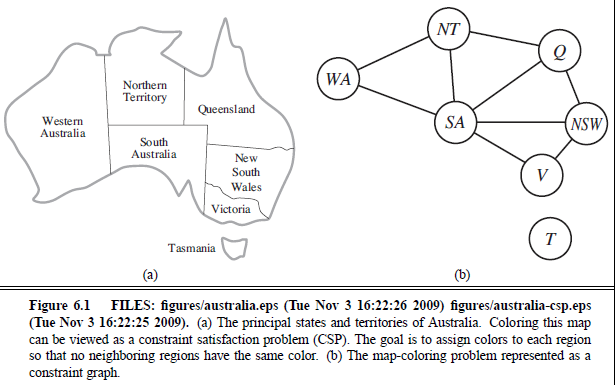 Western
Australia
Northern
Territory
South
Australia
Queensland
New
South
Wales
Victoria
Tasmania
(a)
NT
Q
WA
SA
NSW
V
T
(b)
Figure 6.1 FILES: figures/australia.eps (Tue Nov 3 16:22:26 2009) figures/australia-csp.eps
(Tue Nov 3 16:22:25 2009). (a) The principal states and territories of Australia. Coloring this map
can be viewed as a constraint satisfaction problem (CSP). The goal is to assign colors to each region
so that no neighboring regions have the same color. (b) The map-coloring problem represented as a
constraint graph.